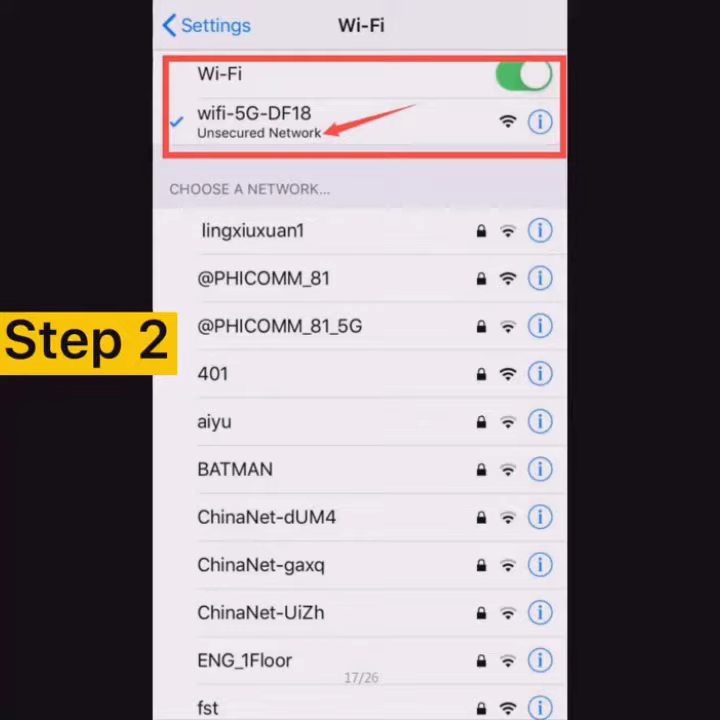 Settings
Wi-Fi
Wi-Fi
wifi-5G-DF18
Unsecured Network
CHOOSE A NETWORK...
lingxiuxuan1
@PHICOMM_81
Step 2
@PHICOMM_81_5G
401
aiyu
BATMAN
ChinaNet-dUM4
ChinaNet-gaxq
ChinaNet-UiZh
ENG_1Floor
17/26
fst